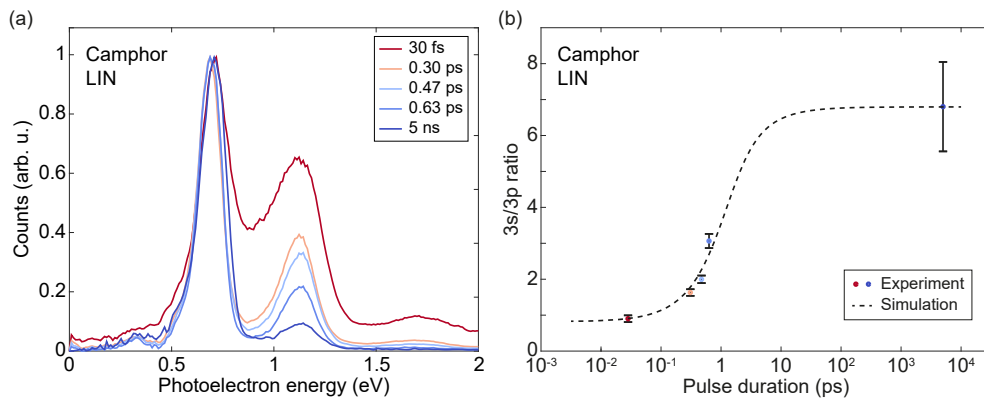 (a)
Camphor
LIN
30 fs
0.30 ps
0.47 ps
0.63 ps
5 ns
Counts (arb. u.)
1
0.8
0.6
0.4
0.2
0
0 0.5 1 1.5 2
Photoelectron energy (eV)
(b)
Camphor
LIN
3s/3p ratio
8
6
4
2
0
Experiment
Simulation
10⁻³ 10⁻² 10⁻¹ 1 10¹ 10² 10³ 10⁴
Pulse duration (ps)